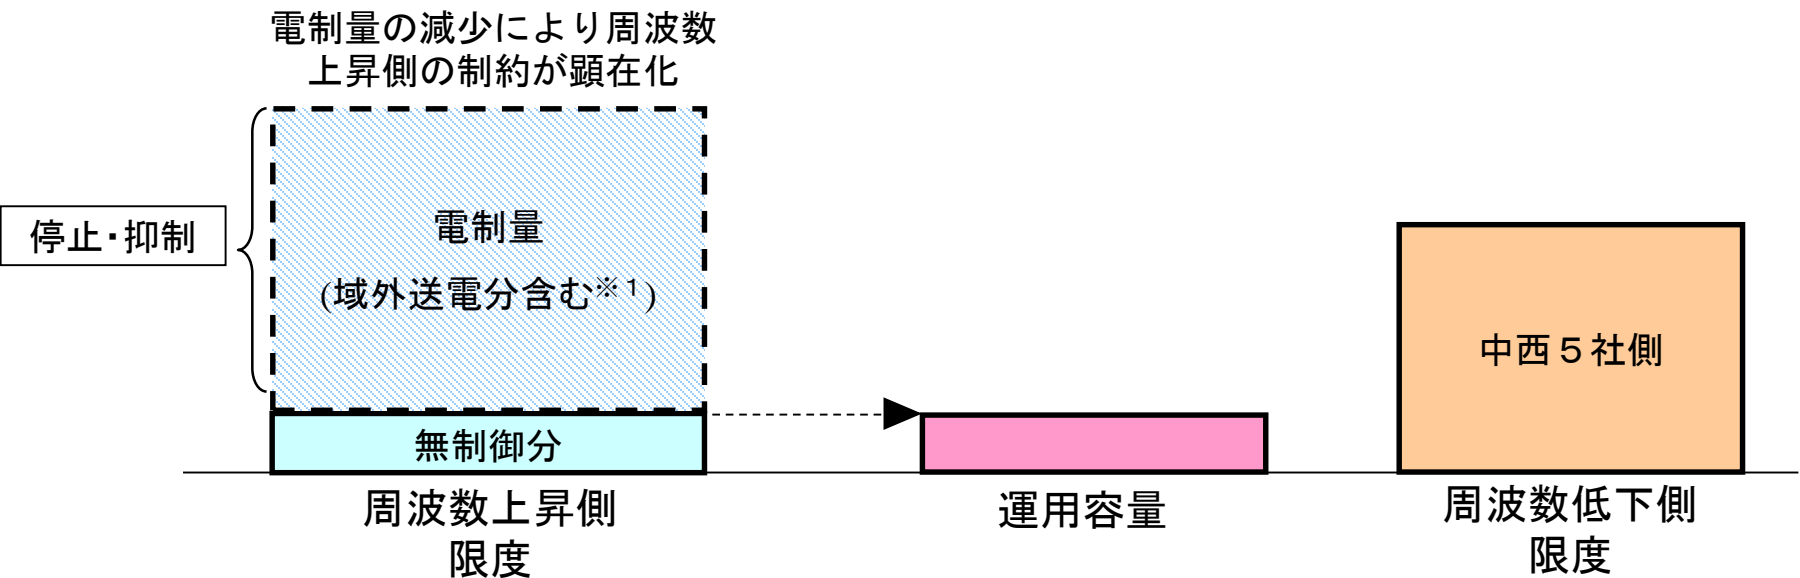 電制量の減少により周波数
上昇側の制約が顕在化
停止・抑制
電制量
(域外送電分含む※1)
中西５社側
無制御分
周波数上昇側
限度
運用容量
周波数低下側
限度